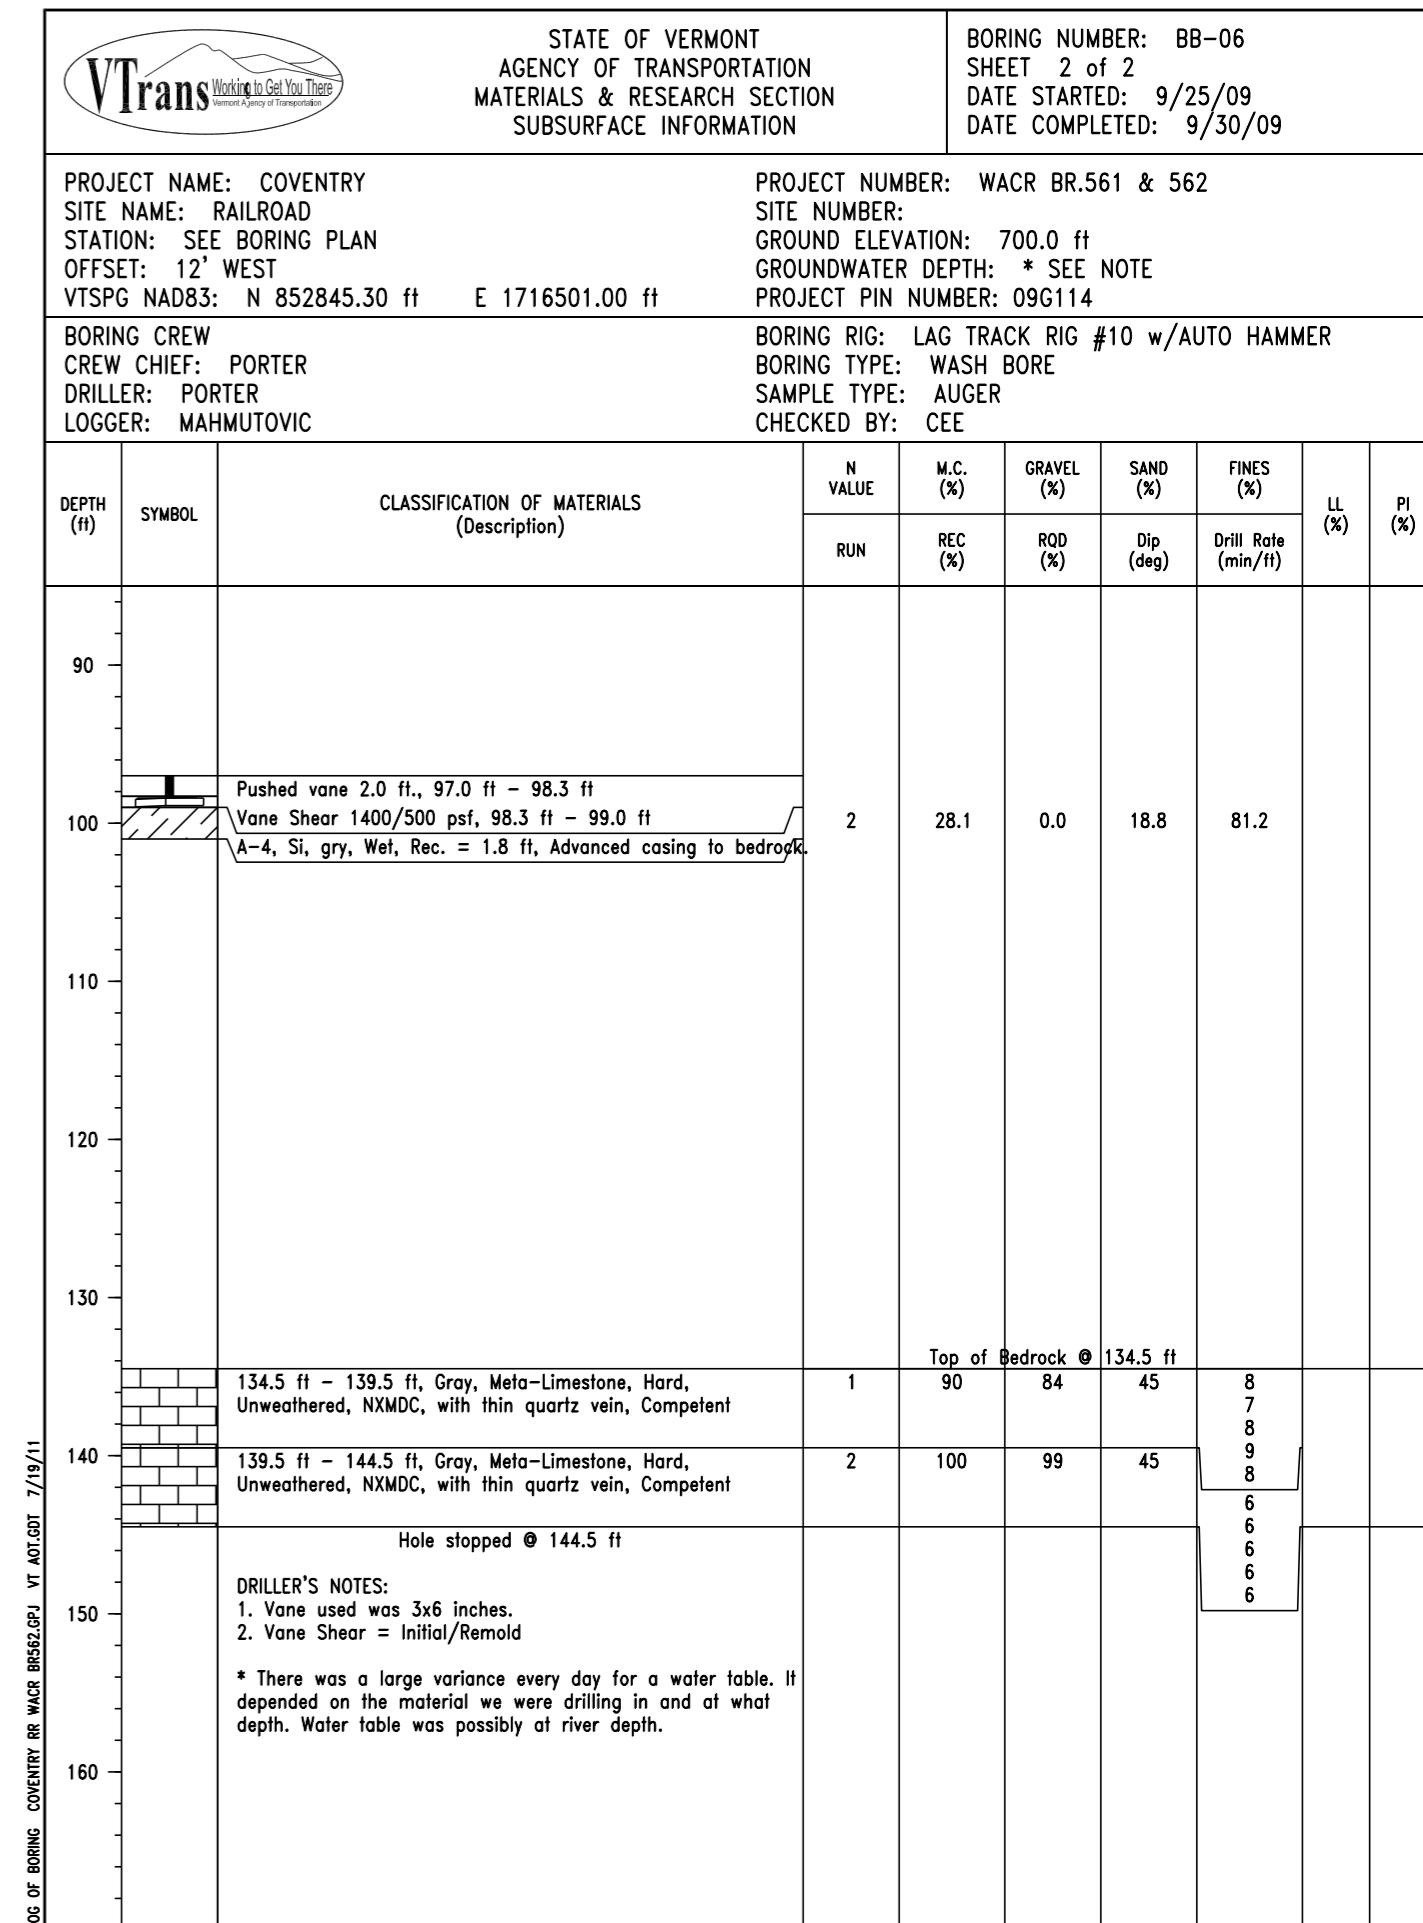 VTrans Working to Get You There
Vermont Agency of Transportation
STATE OF VERMONT
AGENCY OF TRANSPORTATION
MATERIALS & RESEARCH SECTION
SUBSURFACE INFORMATION
BORING NUMBER: BB-06
SHEET 2 of 2
DATE STARTED: 9/25/09
DATE COMPLETED: 9/30/09
PROJECT NAME: COVENTRY
SITE NAME: RAILROAD
STATION: SEE BORING PLAN
OFFSET: 12' WEST
VTSPG NAD83: N 852845.30 ft E 1716501.00 ft
PROJECT NUMBER: WACR BR.561 & 562
SITE NUMBER:
GROUND ELEVATION: 700.0 ft
GROUNDWATER DEPTH: * SEE NOTE
PROJECT PIN NUMBER: 09G114
BORING CREW
CREW CHIEF: PORTER
DRILLER: PORTER
LOGGER: MAHMUTOVIC
BORING RIG: LAG TRACK RIG #10 w/AUTO HAMMER
BORING TYPE: WASH BORE
SAMPLE TYPE: AUGER
CHECKED BY: CEE
DEPTH
(ft)
SYMBOL
CLASSIFICATION OF MATERIALS
(Description)
N
VALUE
RUN
M.C.
(%)
REC
(%)
GRAVEL
(%)
RQD
(%)
SAND
(%)
Dip
(deg)
FINES
(%)
Drill Rate
(min/ft)
LL
(%)
PI
(%)
90
Pushed vane 2.0 ft., 97.0 ft - 98.3 ft
Vane Shear 1400/500 psf, 98.3 ft - 99.0 ft
100 2 28.1 0.0 18.8 81.2
A-4, Si, gry, Wet, Rec. = 1.8 ft, Advanced casing to bedrock.
110
120
130
Top of Bedrock @ 134.5 ft
134.5 ft - 139.5 ft, Gray, Meta-Limestone, Hard, 1 90 84 45 8
Unweathered, NXMDC, with thin quartz vein, Competent 7
8
9
140 139.5 ft - 144.5 ft, Gray, Meta-Limestone, Hard, 2 100 99 45 8
Unweathered, NXMDC, with thin quartz vein, Competent
6
6
6
6
6
Hole stopped @ 144.5 ft
DRILLER'S NOTES:
1. Vane used was 3x6 inches.
150
2. Vane Shear = Initial/Remold
* There was a large variance every day for a water table. It
depended on the material we were drilling in and at what
depth. Water table was possibly at river depth.
160
OG OF BORING COVENTRY RR WACR BR562.GPJ VT AOT.GDT 7/19/11